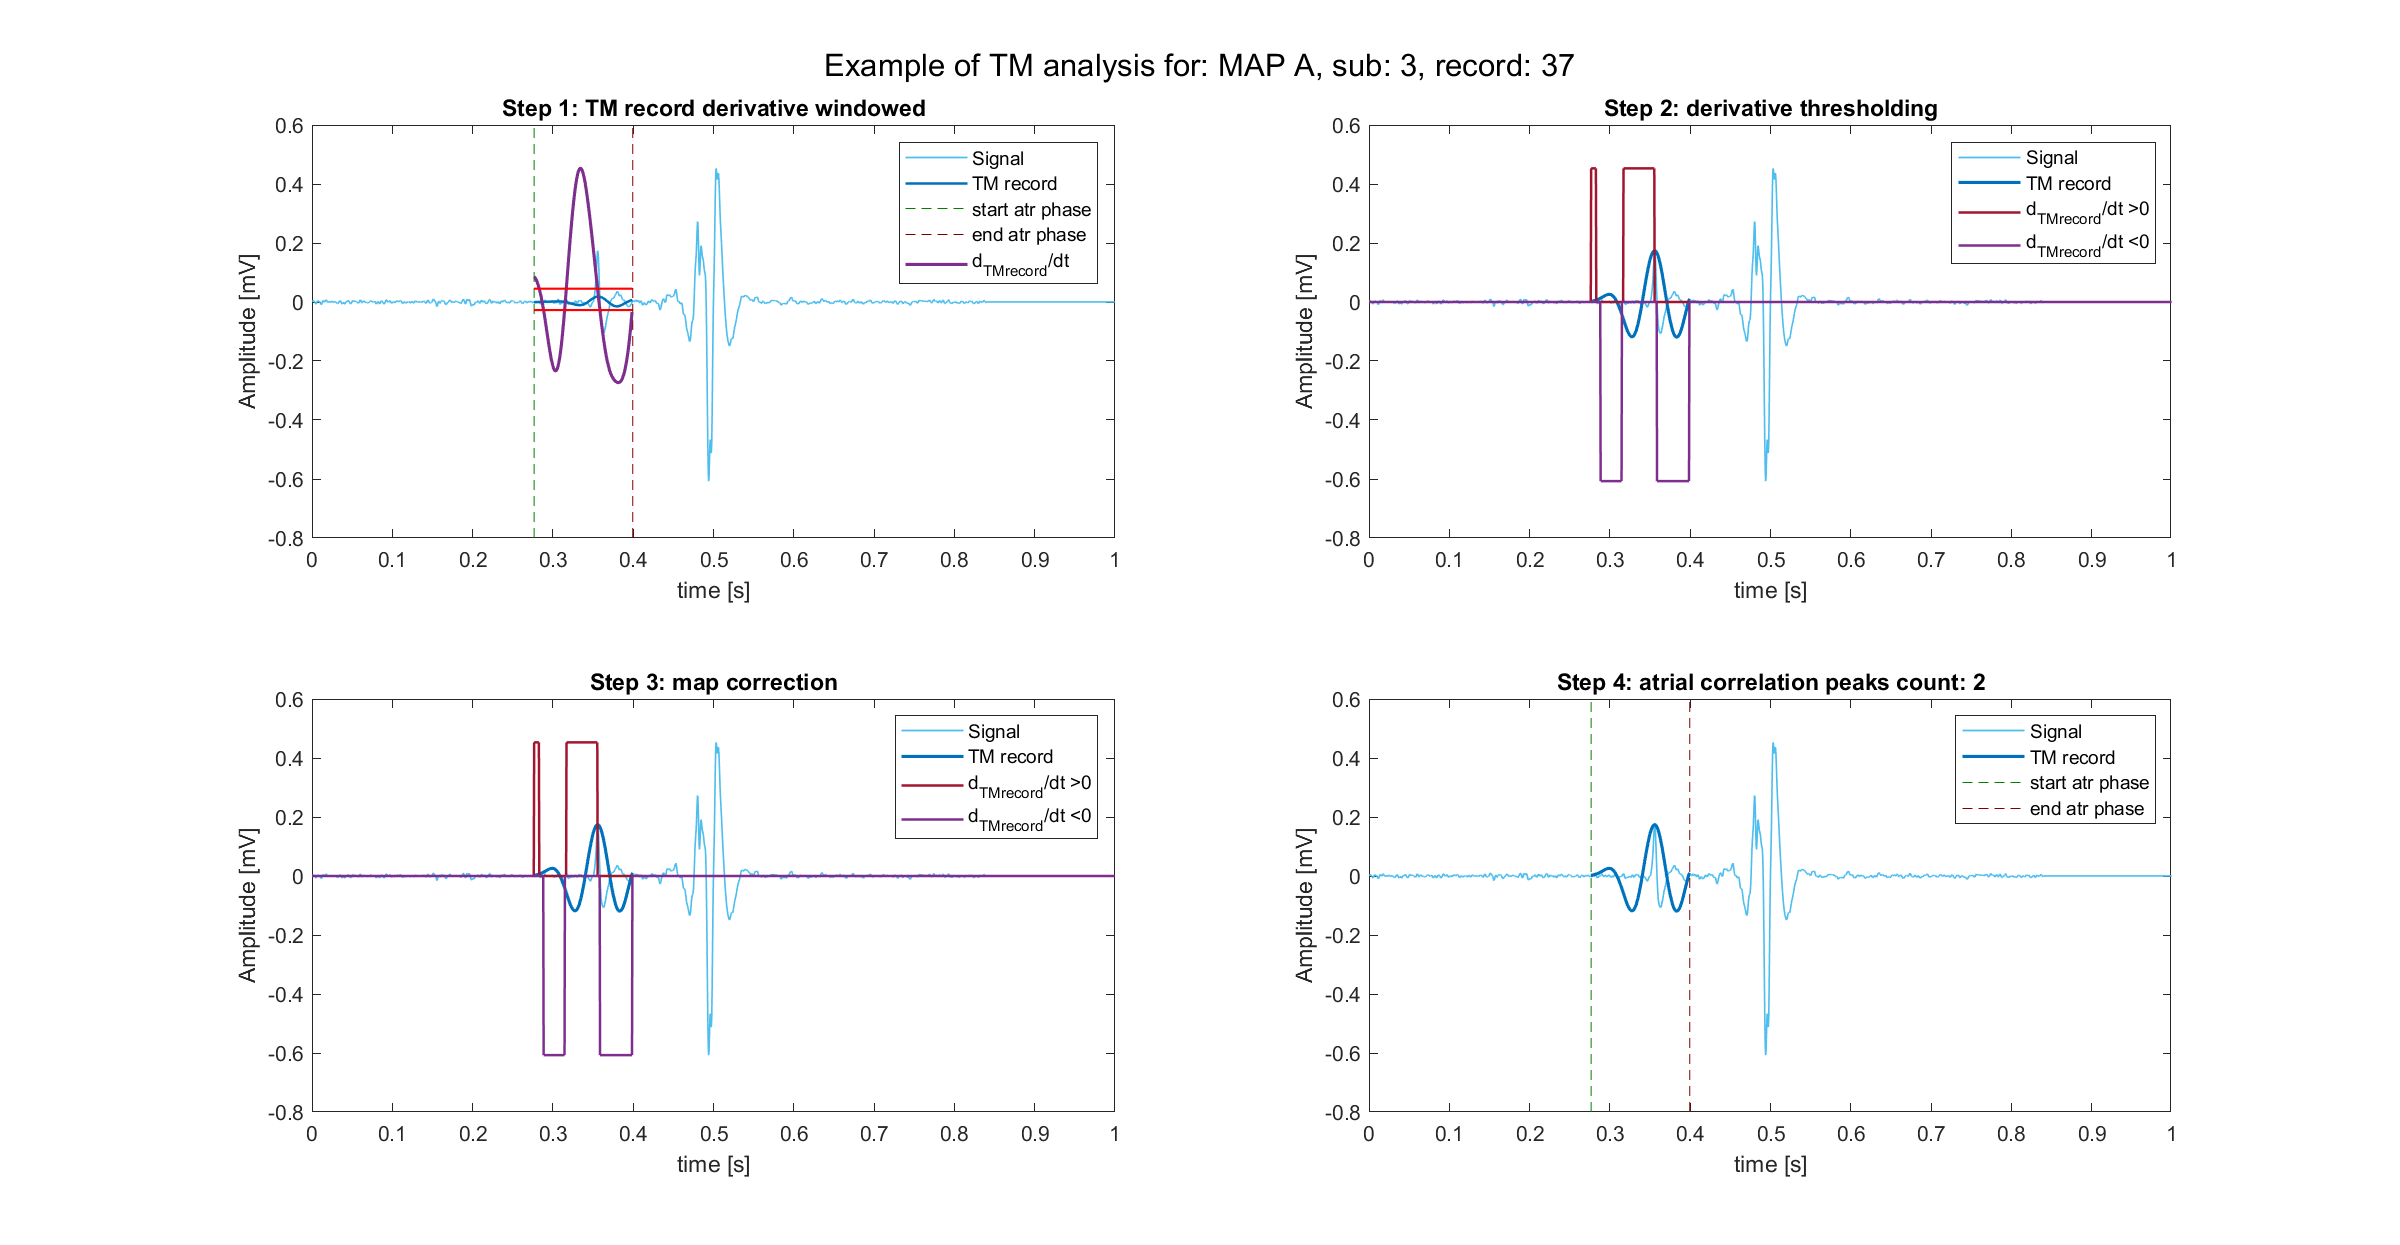 Example of TM analysis for: MAP A, sub: 3, record: 37
Step 1: TM record derivative windowed
0.6
0.4
0.2
0
-0.2
-0.4
-0.6
-0.8
Amplitude [mV]
0 0.1 0.2 0.3 0.4 0.5 0.6 0.7 0.8 0.9 1
time [s]
Signal
TM record
start atr phase
end atr phase
dTMrecord/dt
Step 2: derivative thresholding
0.6
0.4
0.2
0
-0.2
-0.4
-0.6
-0.8
Amplitude [mV]
0 0.1 0.2 0.3 0.4 0.5 0.6 0.7 0.8 0.9 1
time [s]
Signal
TM record
dTMrecord/dt >0
dTMrecord/dt <0
Step 3: map correction
0.6
0.4
0.2
0
-0.2
-0.4
-0.6
-0.8
Amplitude [mV]
0 0.1 0.2 0.3 0.4 0.5 0.6 0.7 0.8 0.9 1
time [s]
Signal
TM record
dTMrecord/dt >0
dTMrecord/dt <0
Step 4: atrial correlation peaks count: 2
0.6
0.4
0.2
0
-0.2
-0.4
-0.6
-0.8
Amplitude [mV]
0 0.1 0.2 0.3 0.4 0.5 0.6 0.7 0.8 0.9 1
time [s]
Signal
TM record
start atr phase
end atr phase